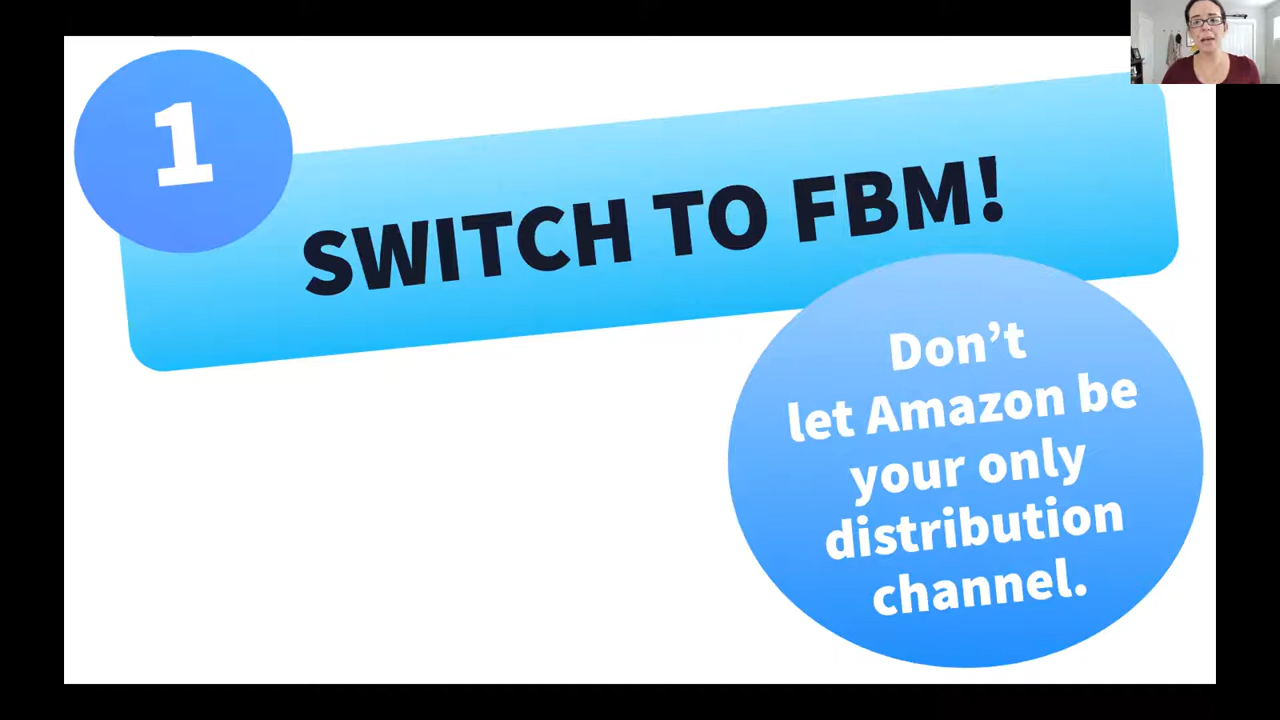 1
SWITCH TO FBM!
Don’t
let Amazon be
your only
distribution
channel.